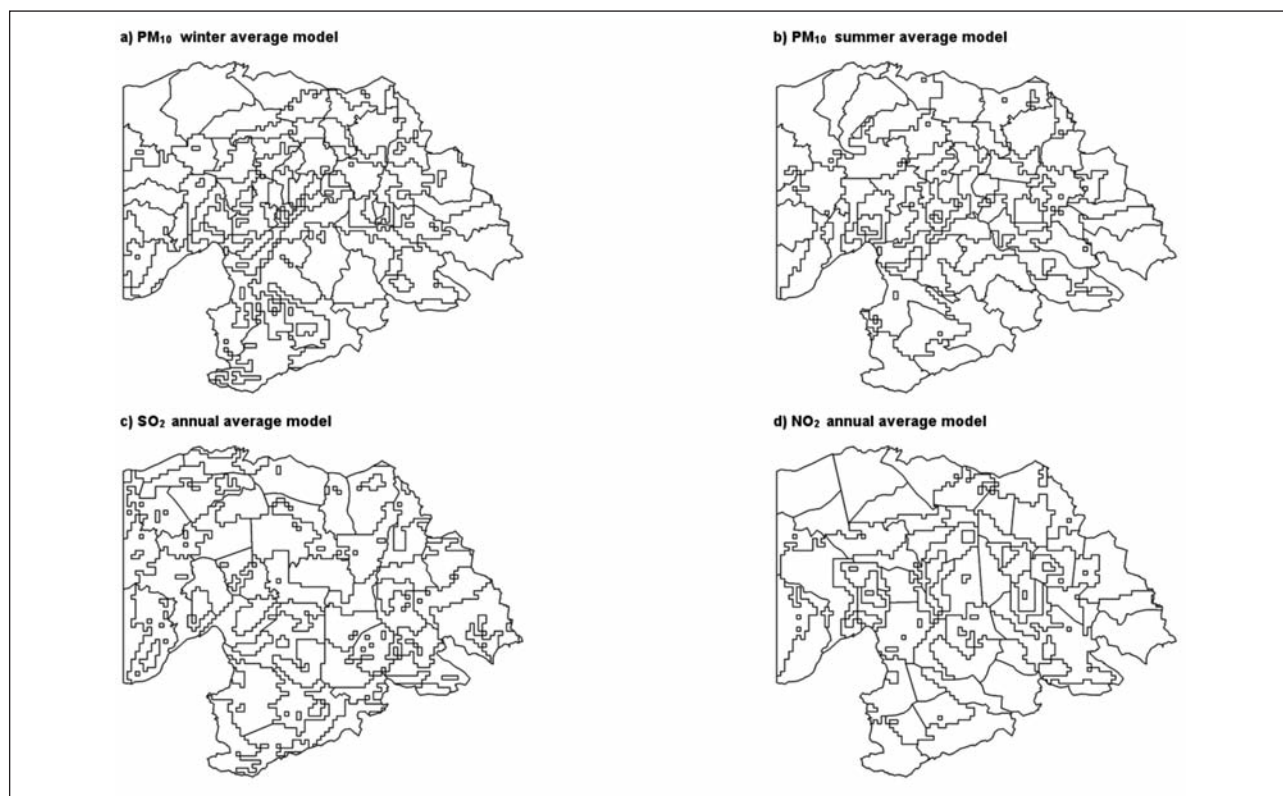 a) PM₁₀ winter average model
b) PM₁₀ summer average model
c) SO₂ annual average model
d) NO₂ annual average model